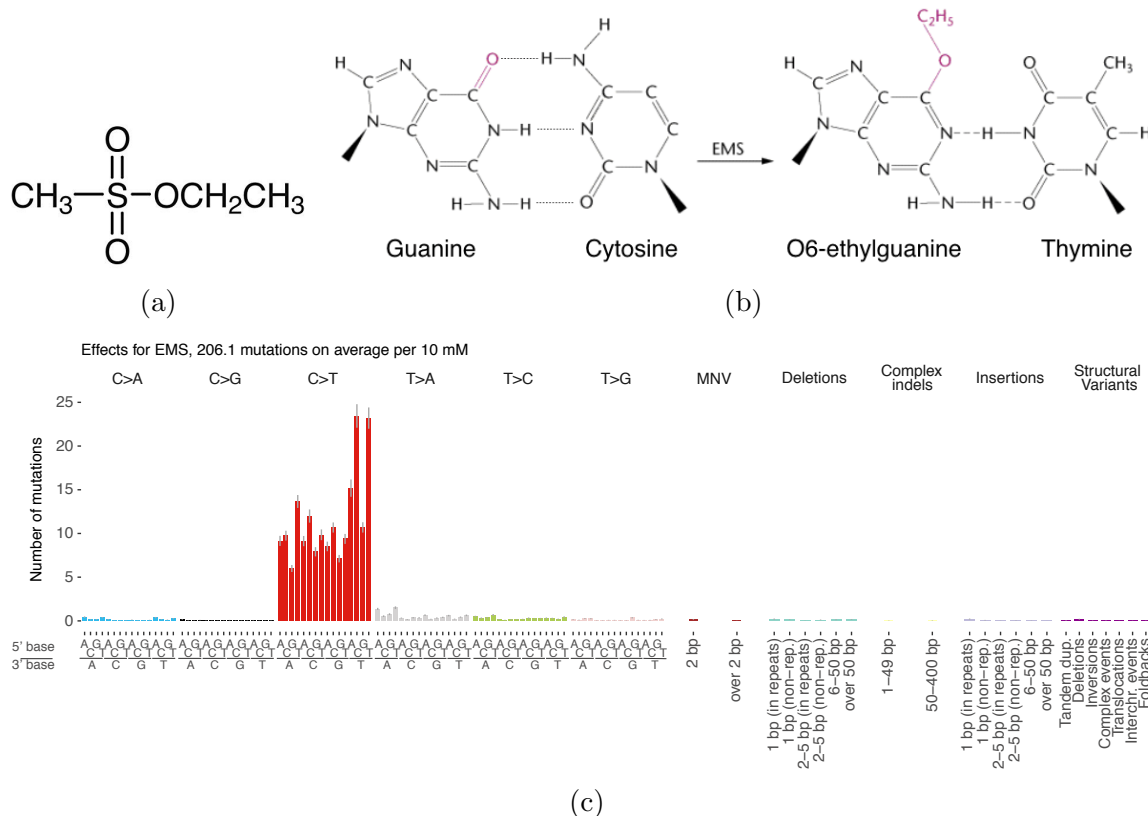 CH₃—S—OCH₂CH₃
O
O
(a)
C₂H₅
O
H
O
H
N
CH₃
H
N
C
C
N
H
N
C
C
EMS
Guanine
Cytosine
O6-ethylguanine
Thymine
(b)
Effects for EMS, 206.1 mutations on average per 10 mM
C>A
C>G
C>T
T>A
T>C
T>G
MNV
Deletions
Complex indels
Insertions
Structural Variants
Number of mutations
25
20
15
10
5
0
5' base
A C G T A C G T A C G T A C G T
3' base
A C G T A C G T A C G T A C G T A C G T A C G T
2 bp
over 2 bp
1 bp (in repeats)
1 bp (non-rep.)
2–5 bp (in repeats)
2–5 bp (non-rep.)
6–50 bp
over 50 bp
1–49 bp
50–400 bp
1 bp (in repeats)
1 bp (non-rep.)
2–5 bp (in repeats)
2–5 bp (non-rep.)
6–50 bp
over 50 bp
Tandem dup.
Deletions
Inversions
Complex events
Translocations
Interchr. events
Foldbacks
(c)